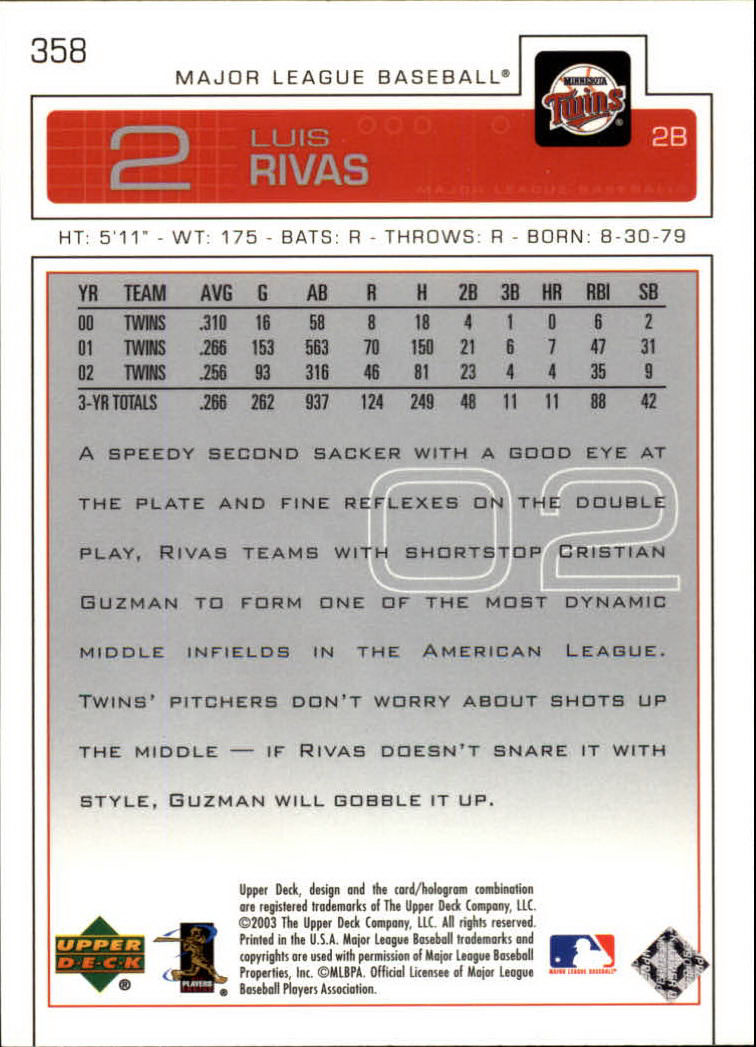 358
MAJOR LEAGUE BASEBALL®
MINNESOTA
Twins
®
2
LUIS
RIVAS
2B
MAJOR LEAGUE BASEBALL
HT: 5'11" - WT: 175 - BATS: R - THROWS: R - BORN: 8-30-79
YR TEAM AVG G AB R H 2B 3B HR RBI SB
00 TWINS .310 16 58 8 18 4 1 0 6 2
01 TWINS .266 153 563 70 150 21 6 7 47 31
02 TWINS .256 93 316 46 81 23 4 4 35 9
3-YR TOTALS .266 262 937 124 249 48 11 11 88 42
02
A SPEEDY SECOND SACKER WITH A GOOD EYE AT
THE PLATE AND FINE REFLEXES ON THE DOUBLE
PLAY, RIVAS TEAMS WITH SHORTSTOP CRISTIAN
GUZMAN TO FORM ONE OF THE MOST DYNAMIC
MIDDLE INFIELDS IN THE AMERICAN LEAGUE.
TWINS' PITCHERS DON'T WORRY ABOUT SHOTS UP
THE MIDDLE — IF RIVAS DOESN'T SNARE IT WITH
STYLE, GUZMAN WILL GOBBLE IT UP.
Upper Deck, design and the card/hologram combination
are registered trademarks of The Upper Deck Company, LLC.
©2003 The Upper Deck Company, LLC. All rights reserved.
Printed in the U.S.A. Major League Baseball trademarks and
copyrights are used with permission of Major League Baseball
Properties, Inc. ©MLBPA. Official Licensee of Major League
Baseball Players Association.
UPPER
D·E·C·K
®
PLAYERS
®
MAJOR LEAGUE BASEBALL®